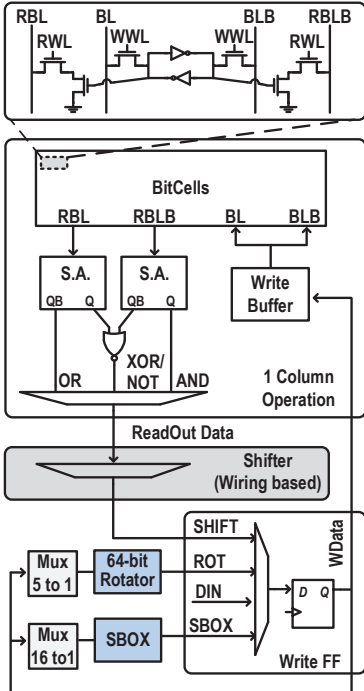 RBL BL BLB RBLB
RWL WWL WWL RWL
BitCells
RBL RBLB BL BLB
S.A. S.A.
QB Q QB Q
Write
Buffer
OR XOR/
NOT AND
1 Column
Operation
ReadOut Data
Shifter
(Wiring based)
SHIFT
WData
Mux
5 to 1
64-bit
Rotator
ROT
DIN
D Q
Mux
16 to1
SBOX
SBOX
Write FF